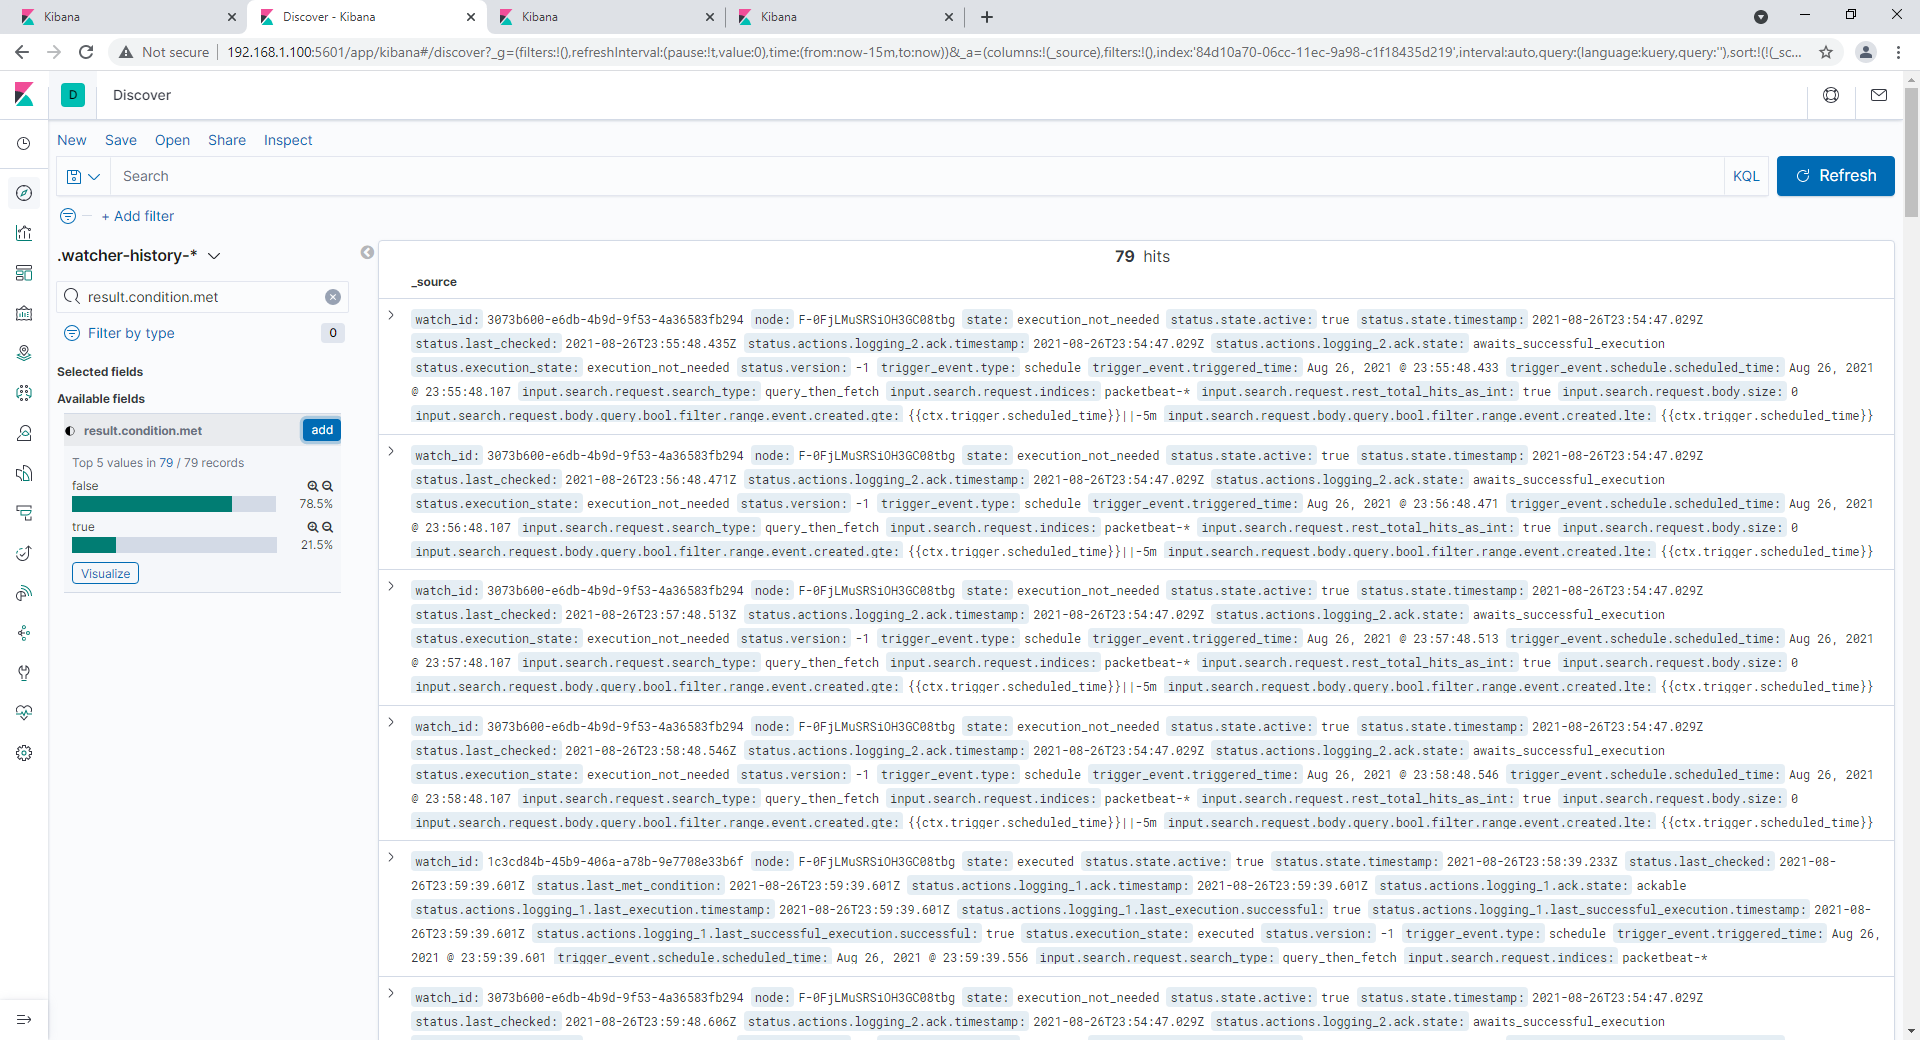 Kibana
Discover - Kibana
Kibana
Kibana
Not secure
192.168.1.100:5601/app/kibana#/discover?_g=(filters:!(),refreshInterval:(pause:!t,value:0),time:(from:now-15m,to:now))&_a=(columns:!(_source),filters:!(),index:'84d10a70-06cc-11ec-9a98-c1f18435d219',interval:auto,query:(language:kuery,query:''),sort:!(!(_sc...
D
Discover
New Save Open Share Inspect
Search
KQL
Refresh
+ Add filter
.watcher-history-*
result.condition.met
Filter by type
0
Selected fields
Available fields
result.condition.met
add
Top 5 values in 79 / 79 records
false
78.5%
true
21.5%
Visualize
79 hits
_source
watch_id: 3073b600-e6db-4b9d-9f53-4a36583fb294 node: F-0FjLMuSRSiOH3GC08tbg state: execution_not_needed status.state.active: true status.state.timestamp: 2021-08-26T23:54:47.029Z
status.last_checked: 2021-08-26T23:55:48.435Z status.actions.logging_2.ack.timestamp: 2021-08-26T23:54:47.029Z status.actions.logging_2.ack.state: awaits_successful_execution
status.execution_state: execution_not_needed status.version: -1 trigger_event.type: schedule trigger_event.triggered_time: Aug 26, 2021 @ 23:55:48.433 trigger_event.schedule.scheduled_time: Aug 26, 2021
@ 23:55:48.107 input.search.request.search_type: query_then_fetch input.search.request.indices: packetbeat-* input.search.request.rest_total_hits_as_int: true input.search.request.body.size: 0
input.search.request.body.query.bool.filter.range.event.created.gte: {{ctx.trigger.scheduled_time}}||-5m input.search.request.body.query.bool.filter.range.event.created.lte: {{ctx.trigger.scheduled_time}}
watch_id: 3073b600-e6db-4b9d-9f53-4a36583fb294 node: F-0FjLMuSRSiOH3GC08tbg state: execution_not_needed status.state.active: true status.state.timestamp: 2021-08-26T23:54:47.029Z
status.last_checked: 2021-08-26T23:56:48.471Z status.actions.logging_2.ack.timestamp: 2021-08-26T23:54:47.029Z status.actions.logging_2.ack.state: awaits_successful_execution
status.execution_state: execution_not_needed status.version: -1 trigger_event.type: schedule trigger_event.triggered_time: Aug 26, 2021 @ 23:56:48.471 trigger_event.schedule.scheduled_time: Aug 26, 2021
@ 23:56:48.107 input.search.request.search_type: query_then_fetch input.search.request.indices: packetbeat-* input.search.request.rest_total_hits_as_int: true input.search.request.body.size: 0
input.search.request.body.query.bool.filter.range.event.created.gte: {{ctx.trigger.scheduled_time}}||-5m input.search.request.body.query.bool.filter.range.event.created.lte: {{ctx.trigger.scheduled_time}}
watch_id: 3073b600-e6db-4b9d-9f53-4a36583fb294 node: F-0FjLMuSRSiOH3GC08tbg state: execution_not_needed status.state.active: true status.state.timestamp: 2021-08-26T23:54:47.029Z
status.last_checked: 2021-08-26T23:57:48.513Z status.actions.logging_2.ack.timestamp: 2021-08-26T23:54:47.029Z status.actions.logging_2.ack.state: awaits_successful_execution
status.execution_state: execution_not_needed status.version: -1 trigger_event.type: schedule trigger_event.triggered_time: Aug 26, 2021 @ 23:57:48.513 trigger_event.schedule.scheduled_time: Aug 26, 2021
@ 23:57:48.107 input.search.request.search_type: query_then_fetch input.search.request.indices: packetbeat-* input.search.request.rest_total_hits_as_int: true input.search.request.body.size: 0
input.search.request.body.query.bool.filter.range.event.created.gte: {{ctx.trigger.scheduled_time}}||-5m input.search.request.body.query.bool.filter.range.event.created.lte: {{ctx.trigger.scheduled_time}}
watch_id: 3073b600-e6db-4b9d-9f53-4a36583fb294 node: F-0FjLMuSRSiOH3GC08tbg state: execution_not_needed status.state.active: true status.state.timestamp: 2021-08-26T23:54:47.029Z
status.last_checked: 2021-08-26T23:58:48.546Z status.actions.logging_2.ack.timestamp: 2021-08-26T23:54:47.029Z status.actions.logging_2.ack.state: awaits_successful_execution
status.execution_state: execution_not_needed status.version: -1 trigger_event.type: schedule trigger_event.triggered_time: Aug 26, 2021 @ 23:58:48.546 trigger_event.schedule.scheduled_time: Aug 26, 2021
@ 23:58:48.107 input.search.request.search_type: query_then_fetch input.search.request.indices: packetbeat-* input.search.request.rest_total_hits_as_int: true input.search.request.body.size: 0
input.search.request.body.query.bool.filter.range.event.created.gte: {{ctx.trigger.scheduled_time}}||-5m input.search.request.body.query.bool.filter.range.event.created.lte: {{ctx.trigger.scheduled_time}}
watch_id: 1c3cd84b-45b9-406a-a78b-9e7708e33b6f node: F-0FjLMuSRSiOH3GC08tbg state: executed status.state.active: true status.state.timestamp: 2021-08-26T23:58:39.233Z status.last_checked: 2021-08-
26T23:59:39.601Z status.last_met_condition: 2021-08-26T23:59:39.601Z status.actions.logging_1.ack.timestamp: 2021-08-26T23:59:39.601Z status.actions.logging_1.ack.state: ackable
status.actions.logging_1.last_execution.timestamp: 2021-08-26T23:59:39.601Z status.actions.logging_1.last_execution.successful: true status.actions.logging_1.last_successful_execution.timestamp: 2021-08-
26T23:59:39.601Z status.actions.logging_1.last_successful_execution.successful: true status.execution_state: executed status.version: -1 trigger_event.type: schedule trigger_event.triggered_time: Aug 26,
2021 @ 23:59:39.601 trigger_event.schedule.scheduled_time: Aug 26, 2021 @ 23:59:39.556 input.search.request.search_type: query_then_fetch input.search.request.indices: packetbeat-*
watch_id: 3073b600-e6db-4b9d-9f53-4a36583fb294 node: F-0FjLMuSRSiOH3GC08tbg state: execution_not_needed status.state.active: true status.state.timestamp: 2021-08-26T23:54:47.029Z
status.last_checked: 2021-08-26T23:59:48.606Z status.actions.logging_2.ack.timestamp: 2021-08-26T23:54:47.029Z status.actions.logging_2.ack.state: awaits_successful_execution